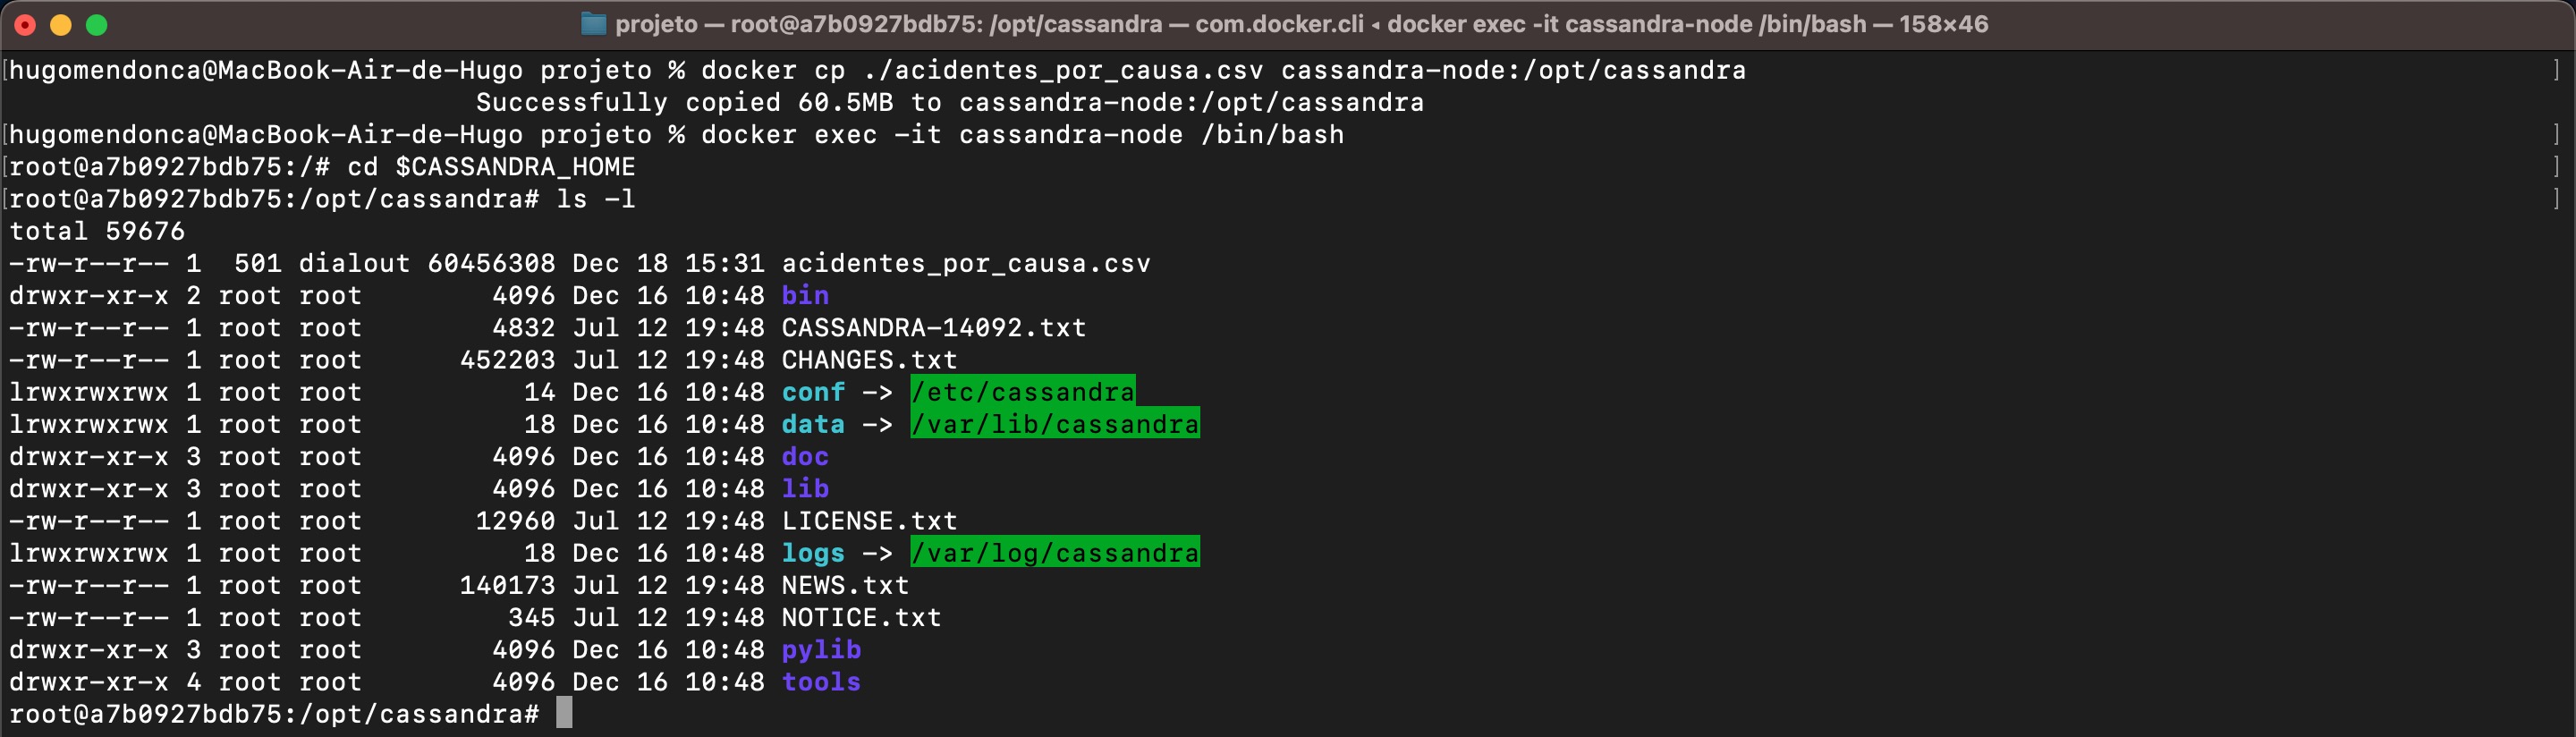 projeto — root@a7b0927bdb75: /opt/cassandra — com.docker.cli ◂ docker exec -it cassandra-node /bin/bash — 158×46
[hugomendonca@MacBook-Air-de-Hugo projeto % docker cp ./acidentes_por_causa.csv cassandra-node:/opt/cassandra ]
Successfully copied 60.5MB to cassandra-node:/opt/cassandra
[hugomendonca@MacBook-Air-de-Hugo projeto % docker exec -it cassandra-node /bin/bash ]
[root@a7b0927bdb75:/# cd $CASSANDRA_HOME ]
[root@a7b0927bdb75:/opt/cassandra# ls -l ]
total 59676
-rw-r--r-- 1  501 dialout 60456308 Dec 18 15:31 acidentes_por_causa.csv
drwxr-xr-x 2 root root        4096 Dec 16 10:48 bin
-rw-r--r-- 1 root root        4832 Jul 12 19:48 CASSANDRA-14092.txt
-rw-r--r-- 1 root root      452203 Jul 12 19:48 CHANGES.txt
lrwxrwxrwx 1 root root          14 Dec 16 10:48 conf -> /etc/cassandra
lrwxrwxrwx 1 root root          18 Dec 16 10:48 data -> /var/lib/cassandra
drwxr-xr-x 3 root root        4096 Dec 16 10:48 doc
drwxr-xr-x 3 root root        4096 Dec 16 10:48 lib
-rw-r--r-- 1 root root       12960 Jul 12 19:48 LICENSE.txt
lrwxrwxrwx 1 root root          18 Dec 16 10:48 logs -> /var/log/cassandra
-rw-r--r-- 1 root root      140173 Jul 12 19:48 NEWS.txt
-rw-r--r-- 1 root root         345 Jul 12 19:48 NOTICE.txt
drwxr-xr-x 3 root root        4096 Dec 16 10:48 pylib
drwxr-xr-x 4 root root        4096 Dec 16 10:48 tools
root@a7b0927bdb75:/opt/cassandra#